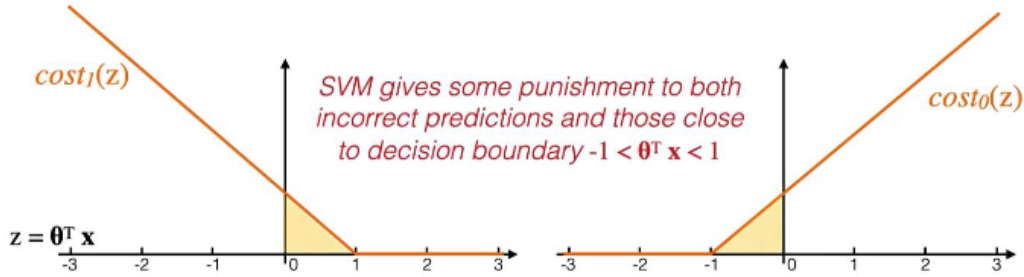 cost₁(z)
SVM gives some punishment to both
incorrect predictions and those close
to decision boundary -1 < θᵀ x < 1
cost₀(z)
z = θᵀ x
-3 -2 -1 0 1 2 3
-3 -2 -1 0 1 2 3